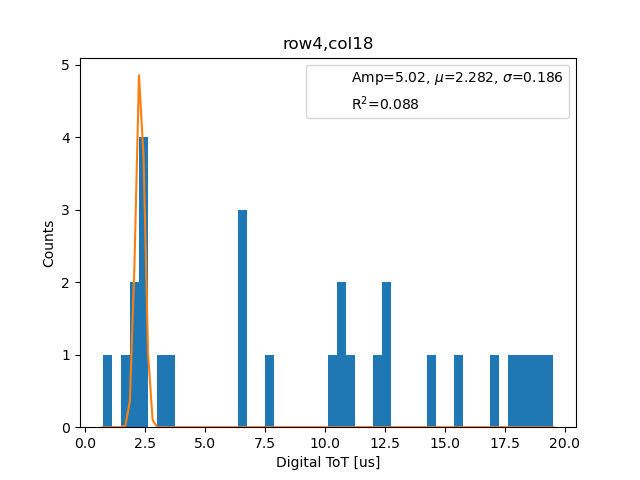 row4,col18
Amp=5.02, μ=2.282, σ=0.186
R²=0.088
5
4
3
2
1
0
Counts
0.0 2.5 5.0 7.5 10.0 12.5 15.0 17.5 20.0
Digital ToT [us]